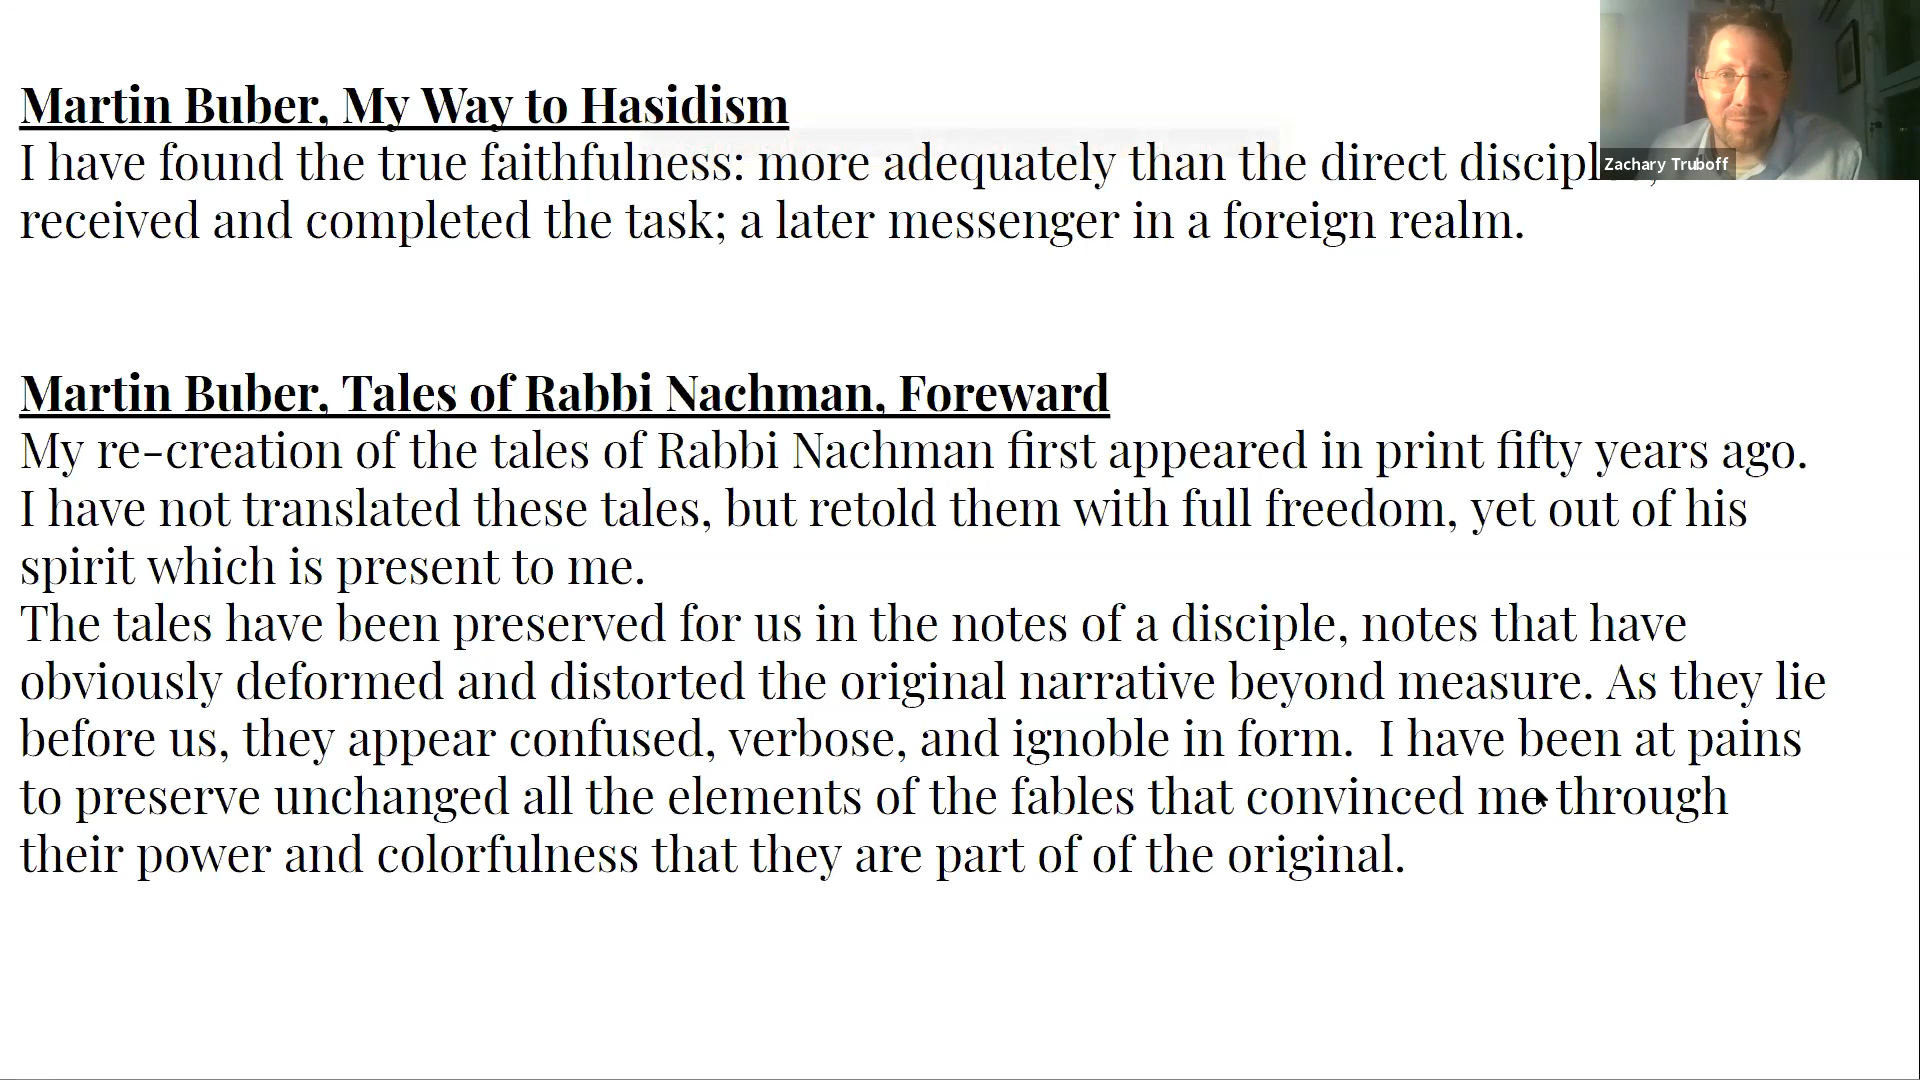 Martin Buber, My Way to Hasidism
I have found the true faithfulness: more adequately than the direct
received and completed the task; a later messenger in a foreign realm.
Martin Buber, Tales of Rabbi Nachman, Foreward
My re-creation of the tales of Rabbi Nachman first appeared in print fifty years ago.
I have not translated these tales, but retold them with full freedom, yet out of his
spirit which is present to me.
The tales have been preserved for us in the notes of a disciple, notes that have
obviously deformed and distorted the original narrative beyond measure. As they lie
before us, they appear confused, verbose, and ignoble in form.  I have been at pains
to preserve unchanged all the elements of the fables that convinced me through
their power and colorfulness that they are part of of the original.
Zachary Truboff